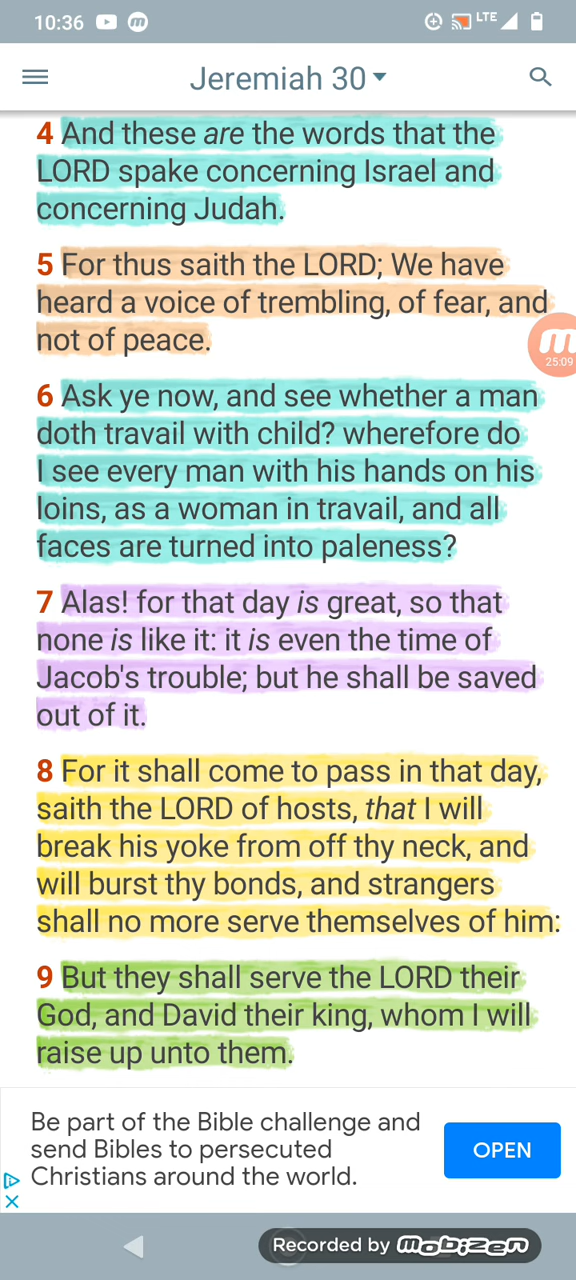 10:36
LTE
Jeremiah 30
4 And these are the words that the
LORD spake concerning Israel and
concerning Judah.
5 For thus saith the LORD; We have
heard a voice of trembling, of fear, and
not of peace.
25:09
6 Ask ye now, and see whether a man
doth travail with child? wherefore do
I see every man with his hands on his
loins, as a woman in travail, and all
faces are turned into paleness?
7 Alas! for that day is great, so that
none is like it: it is even the time of
Jacob's trouble; but he shall be saved
out of it.
8 For it shall come to pass in that day,
saith the LORD of hosts, that I will
break his yoke from off thy neck, and
will burst thy bonds, and strangers
shall no more serve themselves of him:
9 But they shall serve the LORD their
God, and David their king, whom I will
raise up unto them.
Be part of the Bible challenge and
send Bibles to persecuted
Christians around the world.
OPEN
Recorded by mobizen